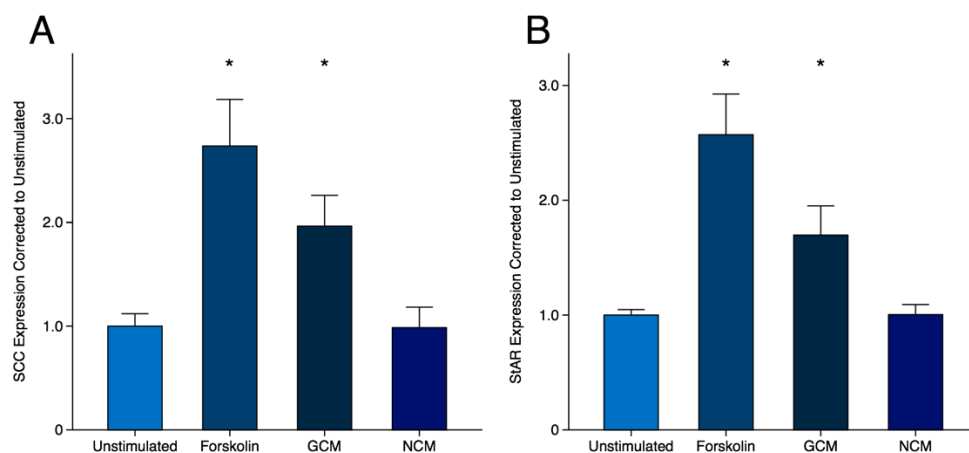 A
SCC Expression Corrected to Unstimulated
3.0
2.0
1.0
0
* *
Unstimulated Forskolin GCM NCM
B
StAR Expression Corrected to Unstimulated
3.0
2.0
1.0
0
* *
Unstimulated Forskolin GCM NCM